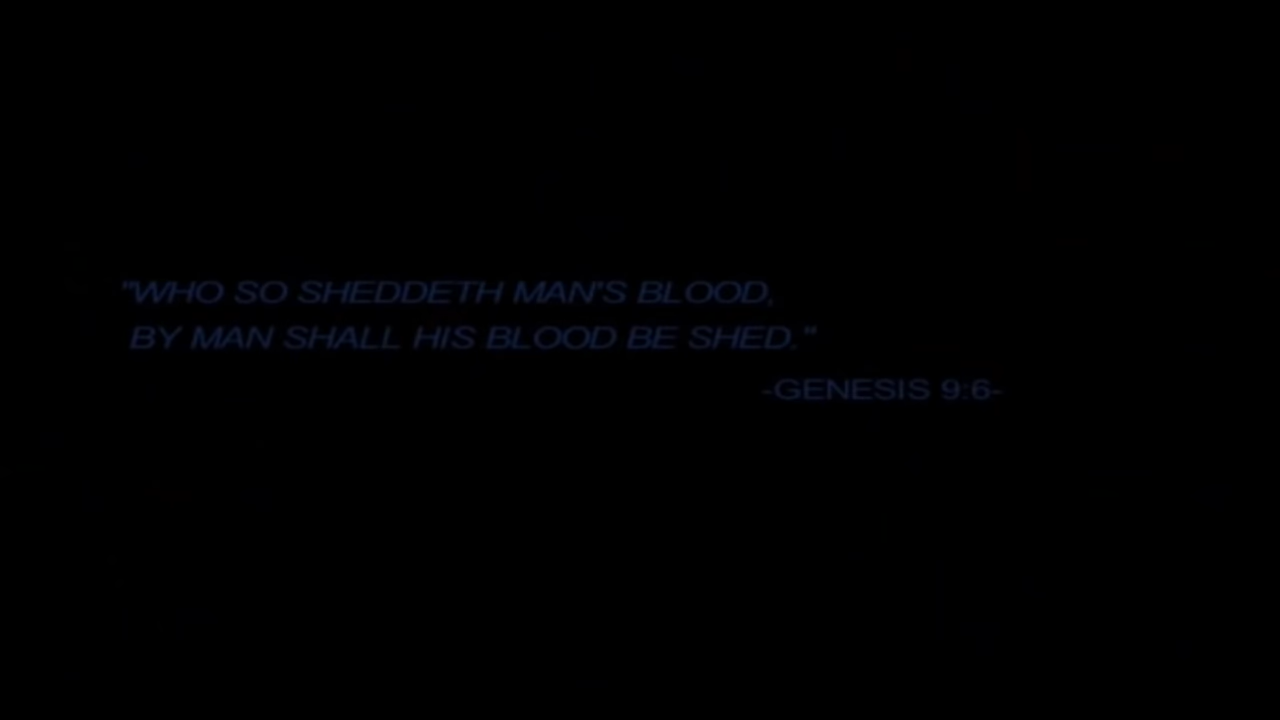 "WHO SO SHEDDETH MAN'S BLOOD,
BY MAN SHALL HIS BLOOD BE SHED."
-GENESIS 9:6-